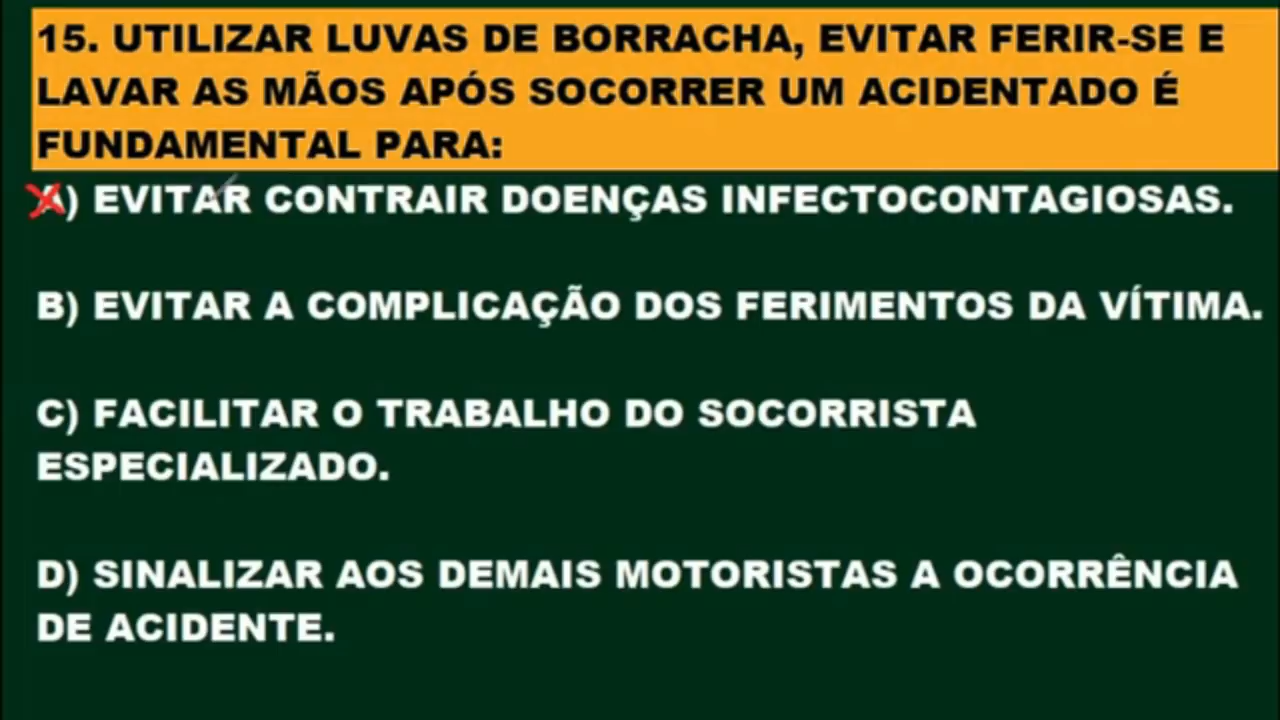 15. UTILIZAR LUVAS DE BORRACHA, EVITAR FERIR-SE E
LAVAR AS MÃOS APÓS SOCORRER UM ACIDENTADO É
FUNDAMENTAL PARA:
A) EVITAR CONTRAIR DOENÇAS INFECTOCONTAGIOSAS.
B) EVITAR A COMPLICAÇÃO DOS FERIMENTOS DA VÍTIMA.
C) FACILITAR O TRABALHO DO SOCORRISTA
ESPECIALIZADO.
D) SINALIZAR AOS DEMAIS MOTORISTAS A OCORRÊNCIA
DE ACIDENTE.